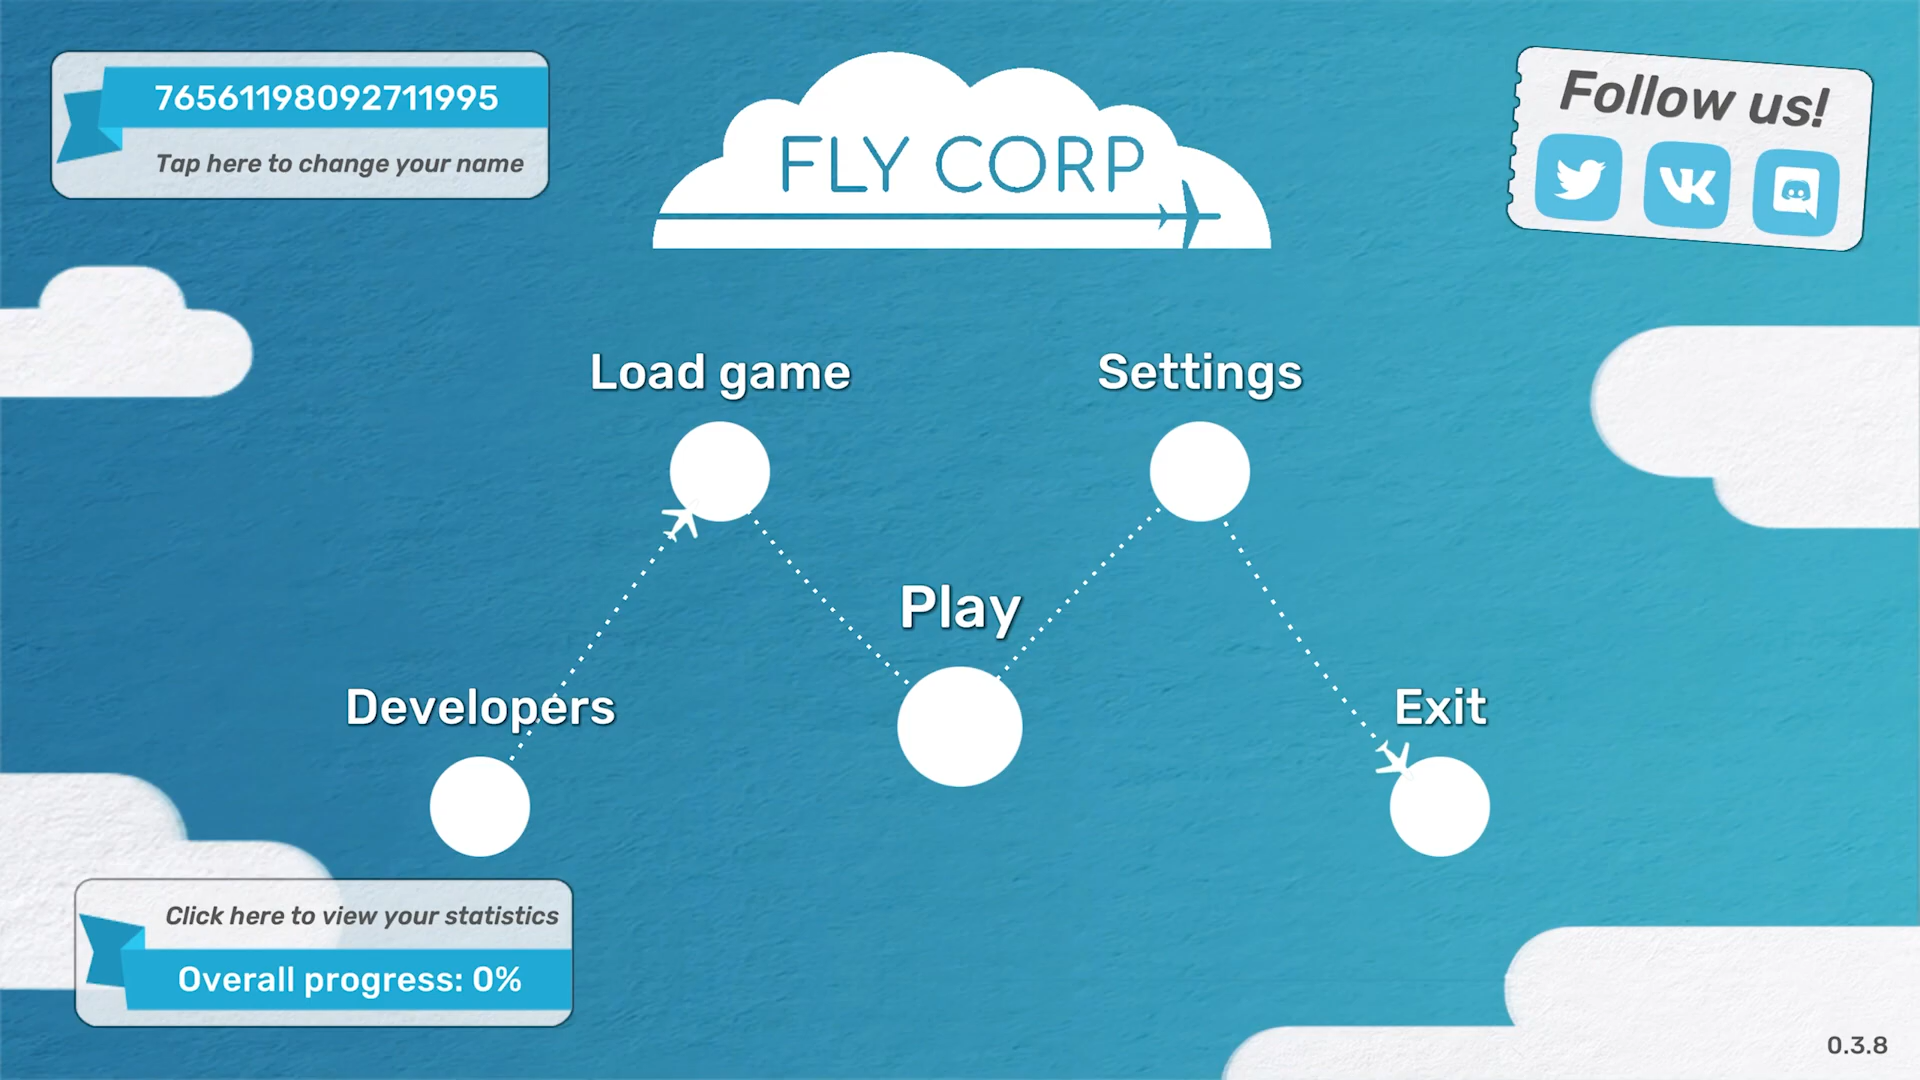 76561198092711995
Tap here to change your name
FLY CORP
Follow us!
Load game
Settings
Play
Developers
Exit
Click here to view your statistics
Overall progress: 0%
0.3.8